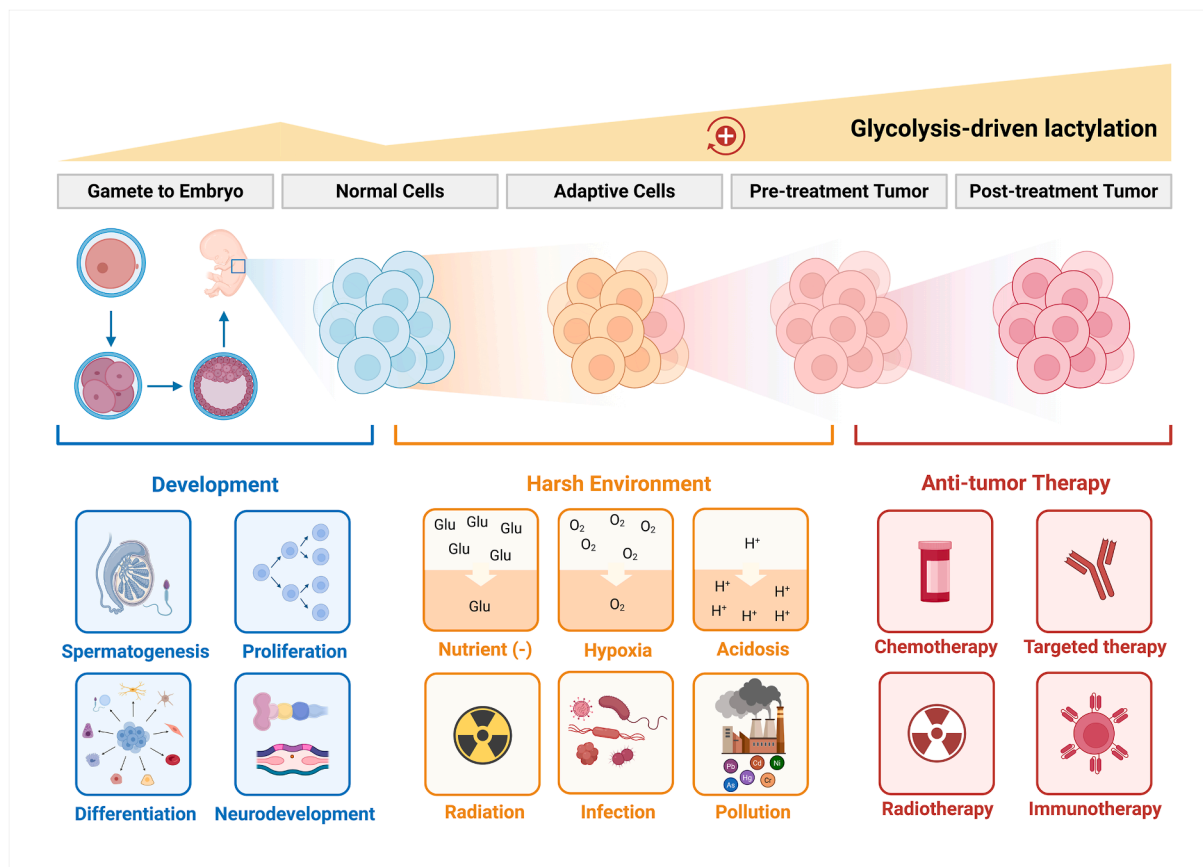 Glycolysis-driven lactylation
Gamete to Embryo
Normal Cells
Adaptive Cells
Pre-treatment Tumor
Post-treatment Tumor
Development
Spermatogenesis
Proliferation
Differentiation
Neurodevelopment
Harsh Environment
Glu Glu Glu
Glu Glu
Glu
Nutrient (-)
O₂ O₂ O₂
O₂ O₂
O₂
Hypoxia
H⁺
H⁺ H⁺
H⁺ H⁺ H⁺
Acidosis
Radiation
Infection
Pb Cd Ni
As Hg Cr
Pollution
Anti-tumor Therapy
Chemotherapy
Targeted therapy
Radiotherapy
Immunotherapy